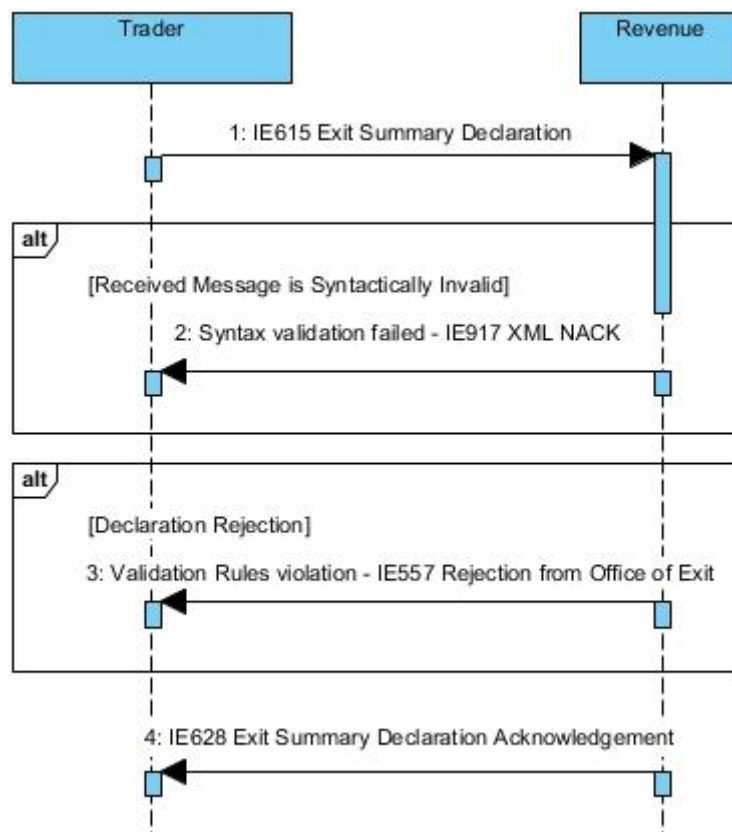 Trader
Revenue
1: IE615 Exit Summary Declaration
alt
[Received Message is Syntactically Invalid]
2: Syntax validation failed - IE917 XML NACK
alt
[Declaration Rejection]
3: Validation Rules violation - IE557 Rejection from Office of Exit
4: IE628 Exit Summary Declaration Acknowledgement